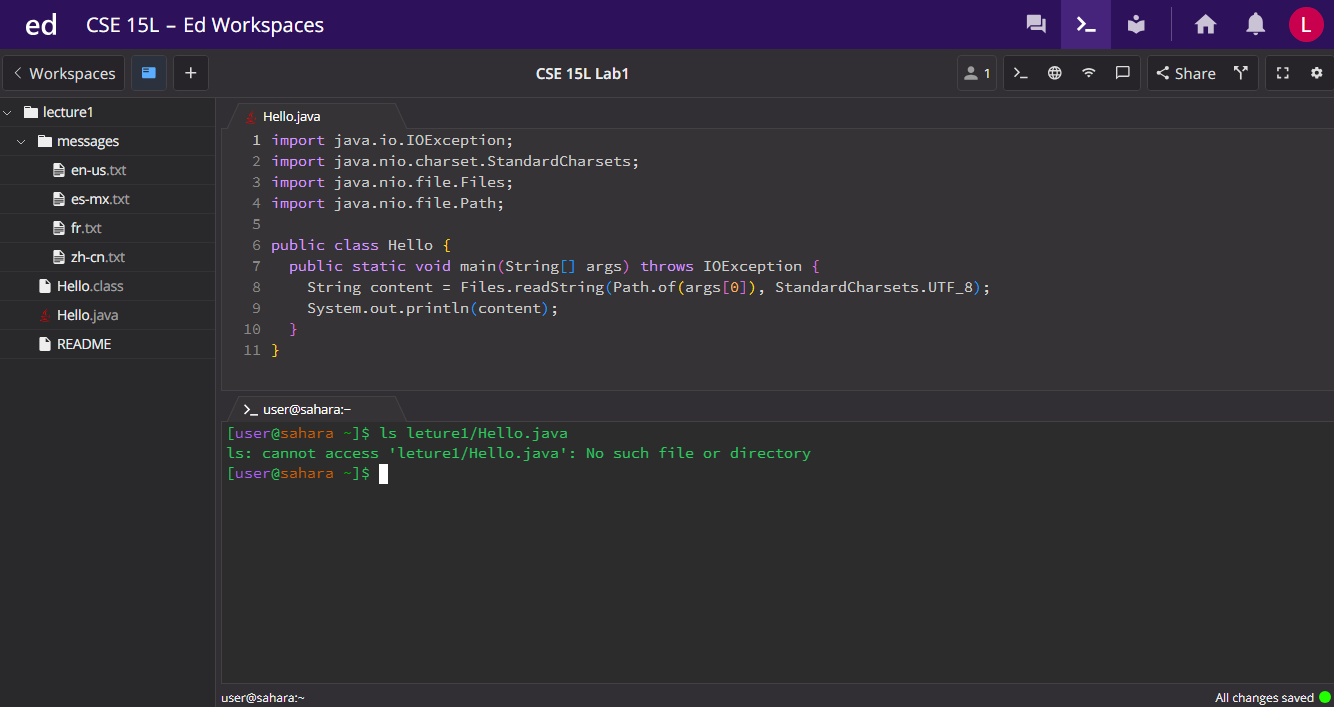 ed CSE 15L – Ed Workspaces L
Workspaces + CSE 15L Lab1 1 Share
lecture1
messages
en-us.txt
es-mx.txt
fr.txt
zh-cn.txt
Hello.class
Hello.java
README
Hello.java
1 import java.io.IOException;
2 import java.nio.charset.StandardCharsets;
3 import java.nio.file.Files;
4 import java.nio.file.Path;
5
6 public class Hello {
7   public static void main(String[] args) throws IOException {
8     String content = Files.readString(Path.of(args[0]), StandardCharsets.UTF_8);
9     System.out.println(content);
10   }
11 }
>_ user@sahara:~
[user@sahara ~]$ ls leture1/Hello.java
ls: cannot access 'leture1/Hello.java': No such file or directory
[user@sahara ~]$
user@sahara:~ All changes saved